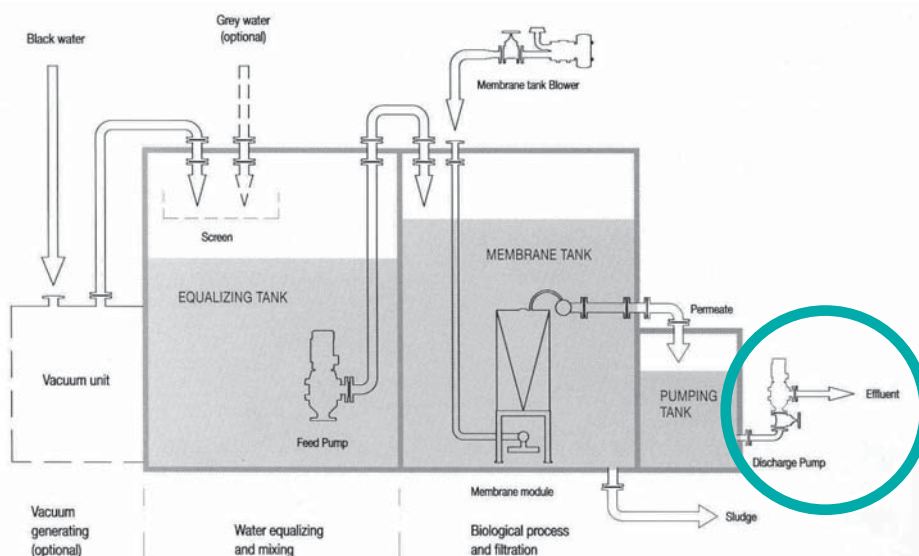 Black water
Grey water
(optional)
Membrane tank Blower
Screen
EQUALIZING TANK
MEMBRANE TANK
Permeate
Vacuum unit
Feed Pump
PUMPING
TANK
Effluent
Discharge Pump
Membrane module
Sludge
Vacuum
generating
(optional)
Water equalizing
and mixing
Biological process
and filtration